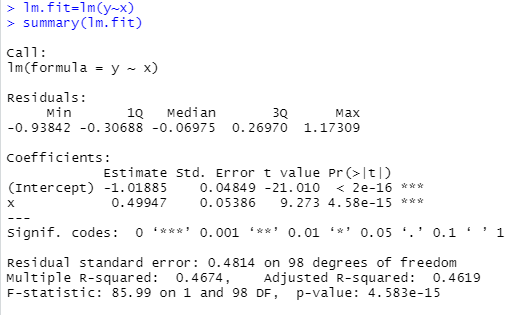 > lm.fit=lm(y~x)
> summary(lm.fit)
Call:
lm(formula = y ~ x)
Residuals:
     Min       1Q   Median       3Q      Max
-0.93842 -0.30688 -0.06975  0.26970  1.17309
Coefficients:
            Estimate Std. Error t value Pr(>|t|)
(Intercept) -1.01885    0.04849 -21.010  < 2e-16 ***
x            0.49947    0.05386   9.273 4.58e-15 ***
---
Signif. codes:  0 ‘***’ 0.001 ‘**’ 0.01 ‘*’ 0.05 ‘.’ 0.1 ‘ ’ 1
Residual standard error: 0.4814 on 98 degrees of freedom
Multiple R-squared:  0.4674,    Adjusted R-squared:  0.4619
F-statistic: 85.99 on 1 and 98 DF,  p-value: 4.583e-15